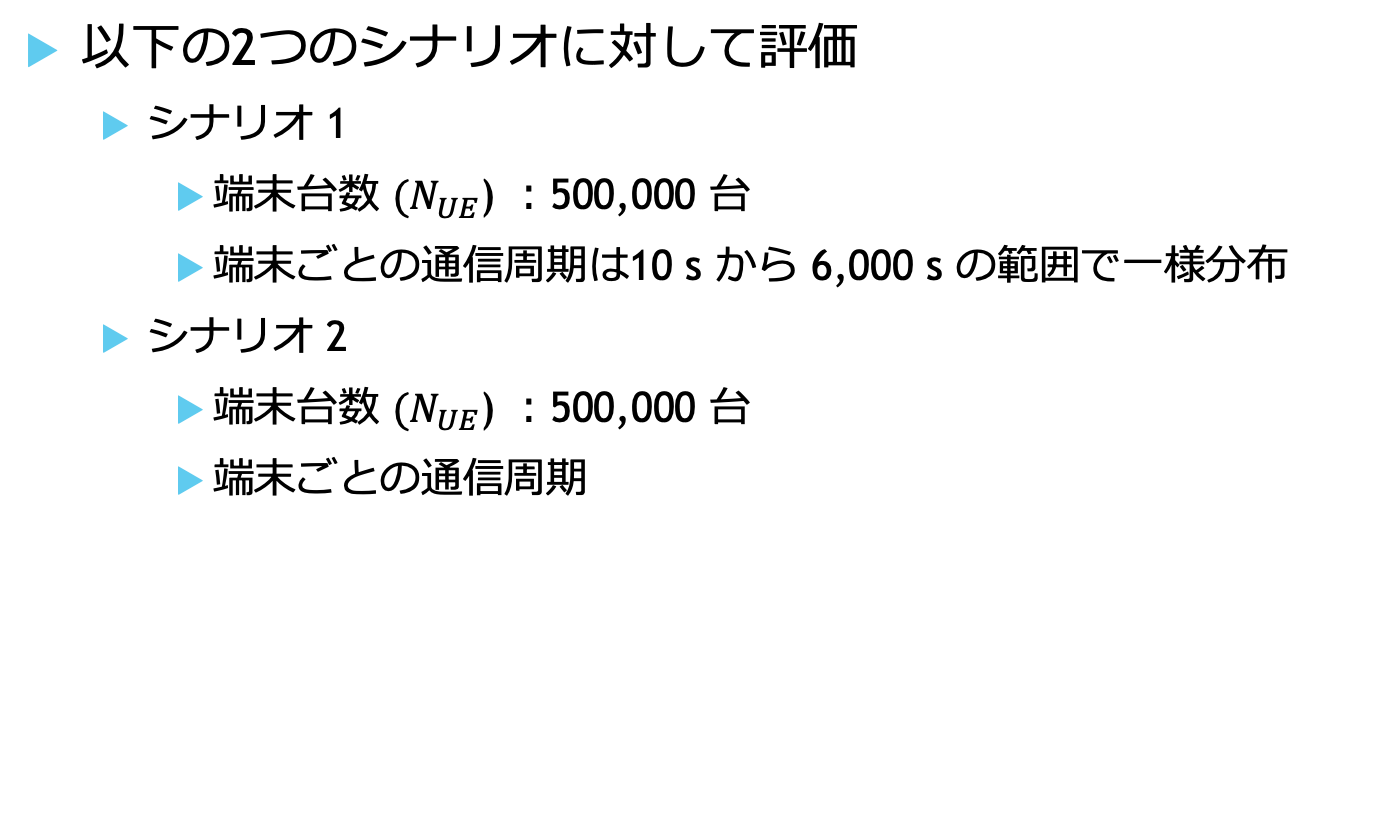 以下の2つのシナリオに対して評価
シナリオ 1
端末台数 (N_UE) ：500,000 台
端末ごとの通信周期は10 s から 6,000 s の範囲で一様分布
シナリオ 2
端末台数 (N_UE) ：500,000 台
端末ごとの通信周期